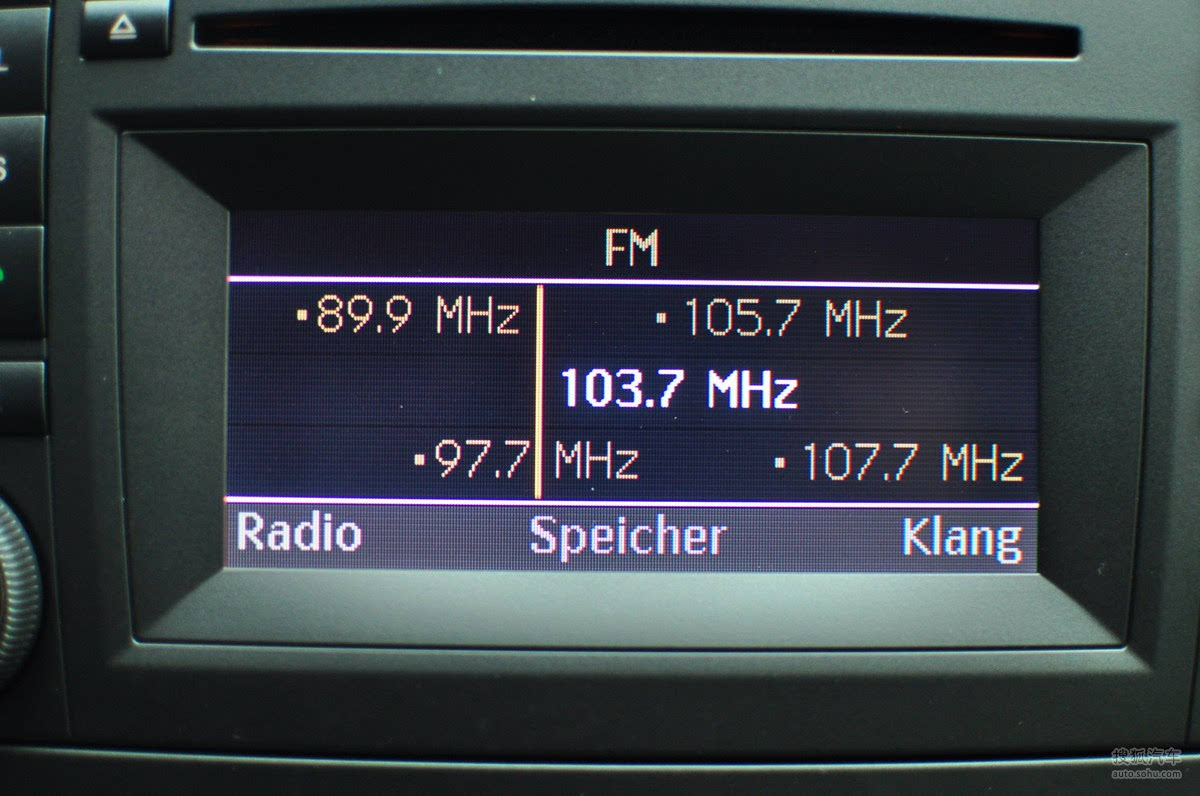 FM
▪89.9 MHz ▪105.7 MHz
103.7 MHz
▪97.7 MHz ▪107.7 MHz
Radio Speicher Klang
搜狐汽车
auto.sohu.com